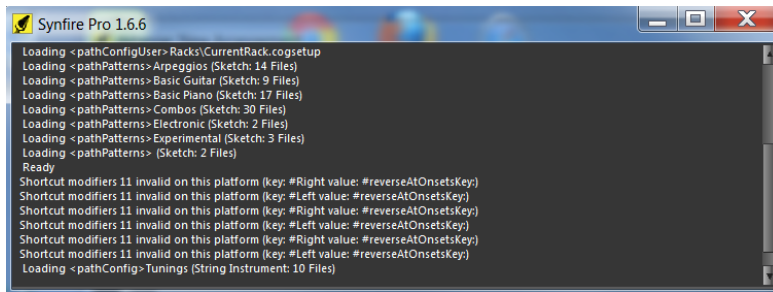 Synfire Pro 1.6.6
Loading <pathConfigUser>Racks\CurrentRack.cogsetup
Loading <pathPatterns>Arpeggios (Sketch: 14 Files)
Loading <pathPatterns>Basic Guitar (Sketch: 9 Files)
Loading <pathPatterns>Basic Piano (Sketch: 17 Files)
Loading <pathPatterns>Combos (Sketch: 30 Files)
Loading <pathPatterns>Electronic (Sketch: 2 Files)
Loading <pathPatterns>Experimental (Sketch: 3 Files)
Loading <pathPatterns> (Sketch: 2 Files)
Ready
Shortcut modifiers 11 invalid on this platform (key: #Right value: #reverseAtOnsetsKey:)
Shortcut modifiers 11 invalid on this platform (key: #Left value: #reverseAtOnsetsKey:)
Shortcut modifiers 11 invalid on this platform (key: #Right value: #reverseAtOnsetsKey:)
Shortcut modifiers 11 invalid on this platform (key: #Left value: #reverseAtOnsetsKey:)
Shortcut modifiers 11 invalid on this platform (key: #Right value: #reverseAtOnsetsKey:)
Shortcut modifiers 11 invalid on this platform (key: #Left value: #reverseAtOnsetsKey:)
Loading <pathConfig>Tunings (String Instrument: 10 Files)